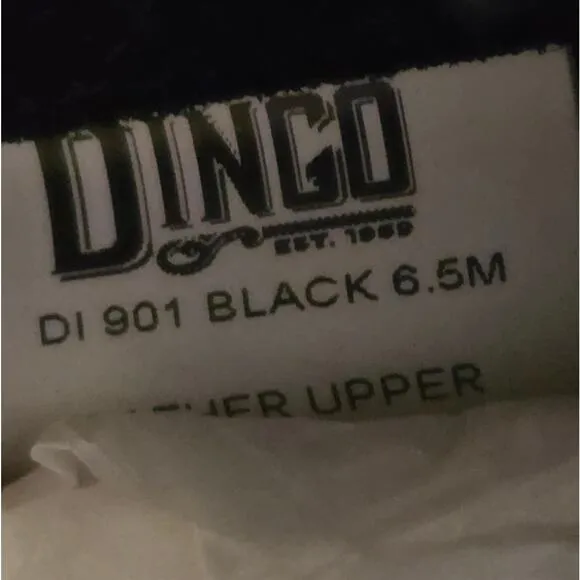 DINGO
EST. 1969
DI 901 BLACK 6.5M
UPPER